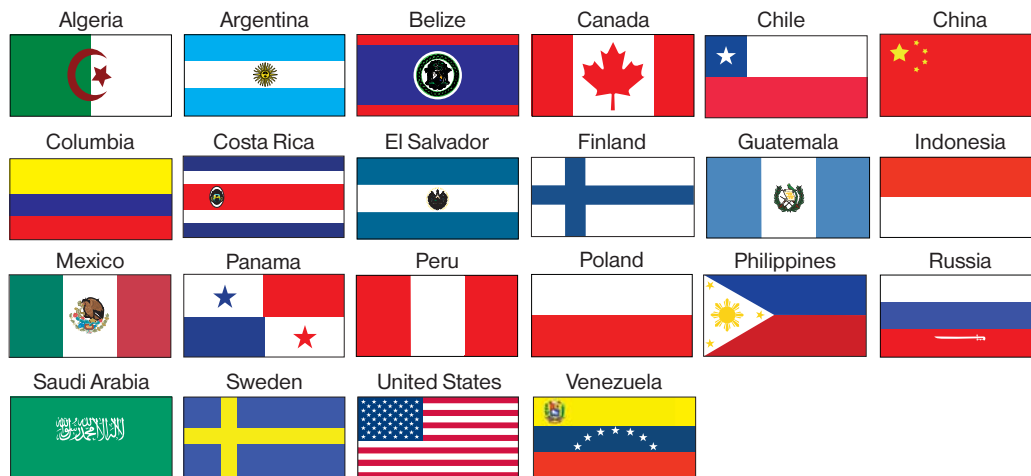 Algeria Argentina Belize Canada Chile China
Columbia Costa Rica El Salvador Finland Guatemala Indonesia
Mexico Panama Peru Poland Philippines Russia
Saudi Arabia Sweden United States Venezuela